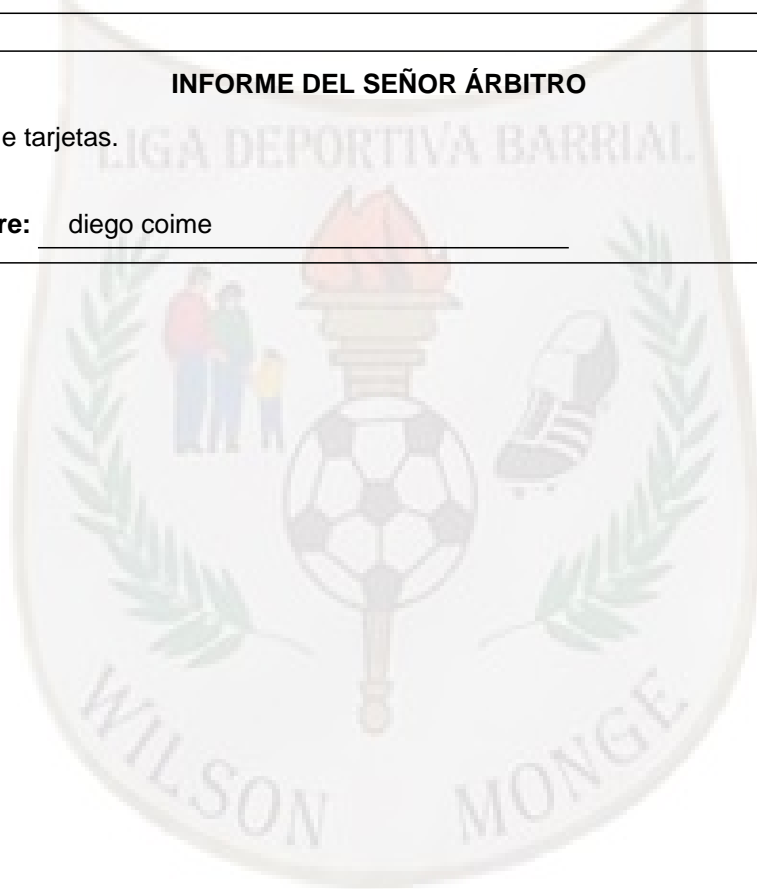 INFORME DEL SEÑOR ÁRBITRO
e tarjetas.
LIGA DEPORTIVA BARRIAL
re: diego coime
WILSON MONGE